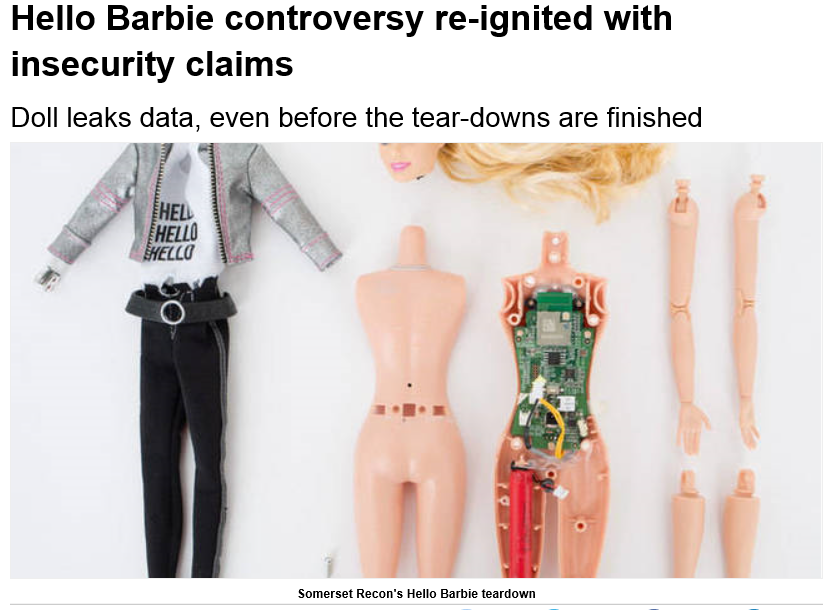 Hello Barbie controversy re-ignited with
insecurity claims
Doll leaks data, even before the tear-downs are finished
HELLO
HELLO
HELLO
Somerset Recon's Hello Barbie teardown